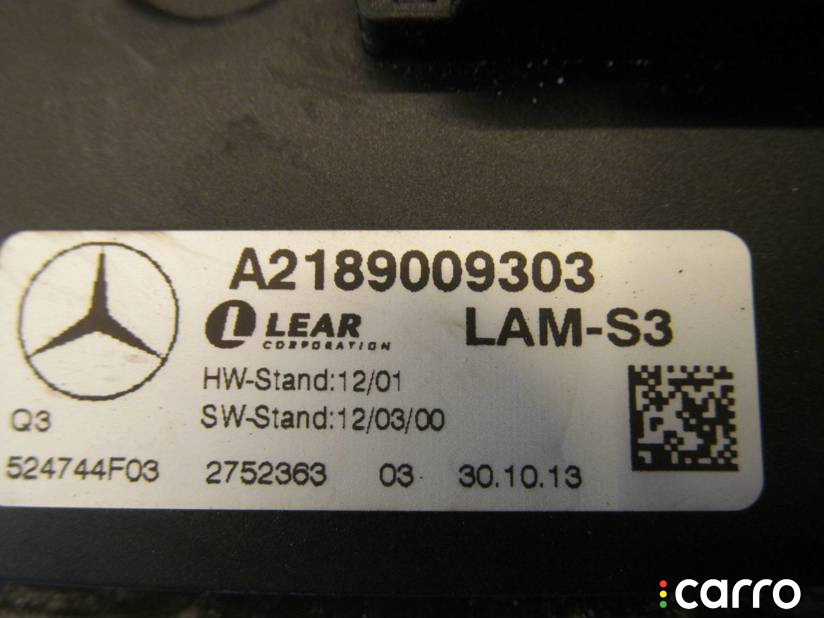 A2189009303
LEAR LAM-S3
CORPORATION
HW-Stand:12/01
Q3 SW-Stand:12/03/00
524744F03 2752363 03 30.10.13
carro